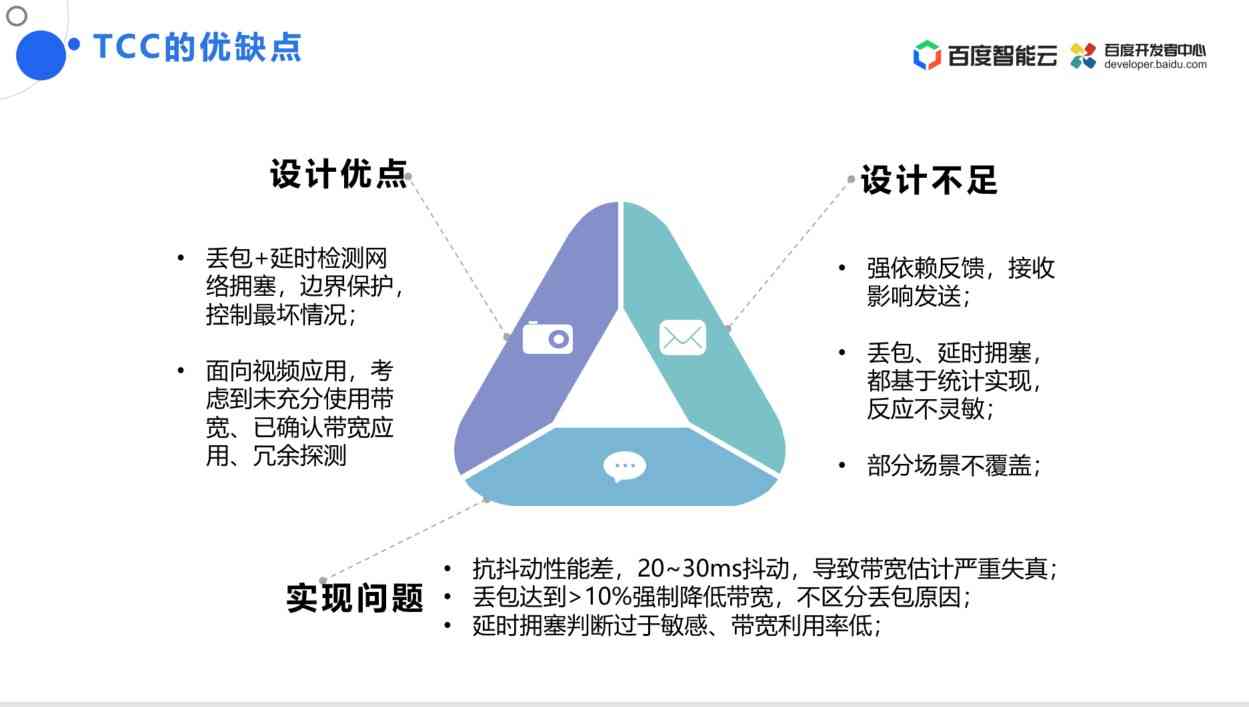 TCC的优缺点
百度智能云
百度开发者中心
developer.baidu.com
设计优点
• 丢包+延时检测网
络拥塞，边界保护，
控制最坏情况；
• 面向视频应用，考
虑到未充分使用带
宽、已确认带宽应
用、冗余探测
设计不足
• 强依赖反馈，接收
影响发送；
• 丢包、延时拥塞，
都基于统计实现，
反应不灵敏；
• 部分场景不覆盖；
实现问题
• 抗抖动性能差，20~30ms抖动，导致带宽估计严重失真；
• 丢包达到>10%强制降低带宽，不区分丢包原因；
• 延时拥塞判断过于敏感、带宽利用率低；